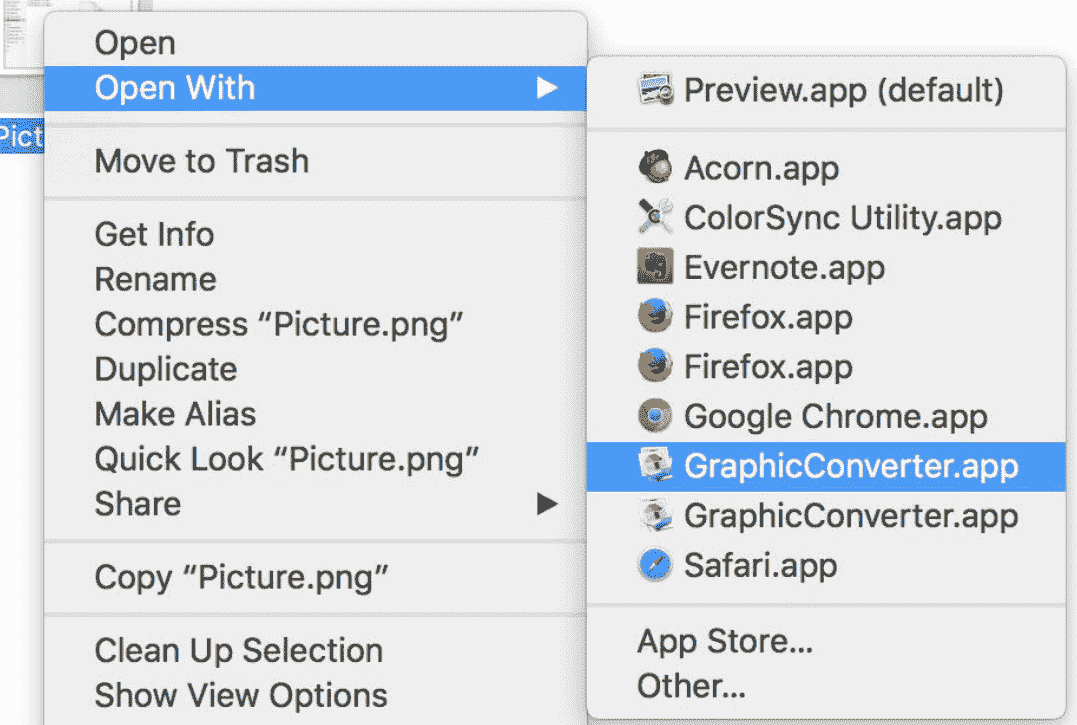 Open
Open With
Pict
Move to Trash
Get Info
Rename
Compress “Picture.png”
Duplicate
Make Alias
Quick Look “Picture.png”
Share
Copy “Picture.png”
Clean Up Selection
Show View Options
Preview.app (default)
Acorn.app
ColorSync Utility.app
Evernote.app
Firefox.app
Firefox.app
Google Chrome.app
GraphicConverter.app
GraphicConverter.app
Safari.app
App Store...
Other...